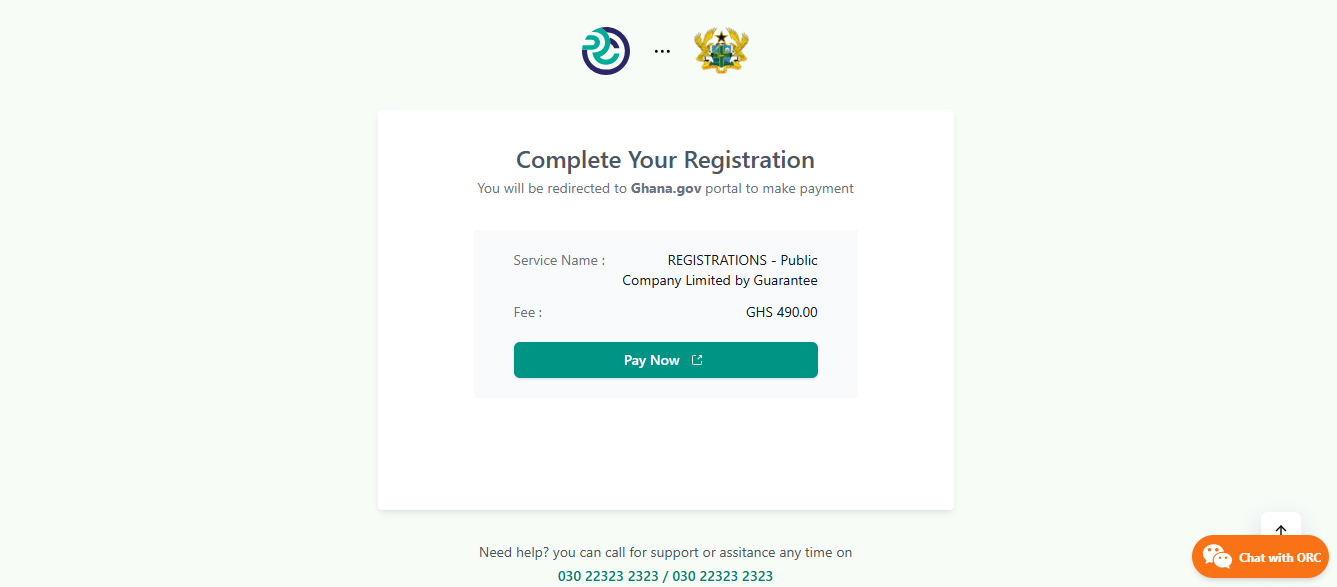 Complete Your Registration
You will be redirected to Ghana.gov portal to make payment
Service Name :
REGISTRATIONS - Public
Company Limited by Guarantee
Fee :
GHS 490.00
Pay Now
Need help? you can call for support or assitance any time on
030 22323 2323 / 030 22323 2323
Chat with ORC